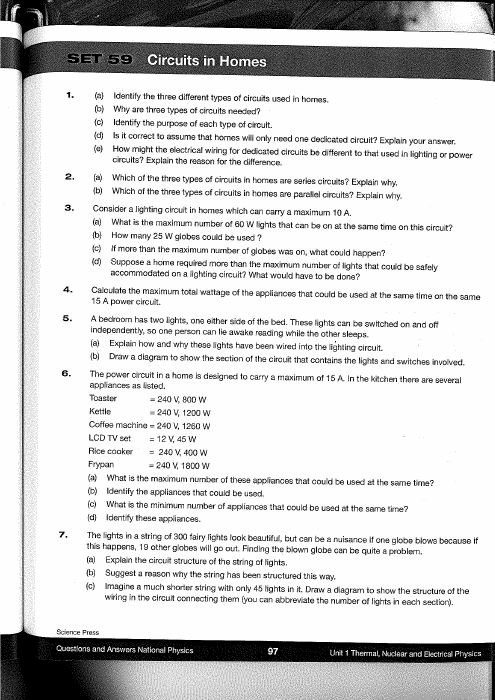 SET 59 Circuits in Homes
1. (a) Identify the three different types of circuits used in homes.
(b) Why are three types of circuits needed?
(c) Identify the purpose of each type of circuit.
(d) Is it correct to assume that homes will only need one dedicated circuit? Explain your answer.
(e) How might the electrical wiring for dedicated circuits be different to that used in lighting or power
circuits? Explain the reason for the difference.
2. (a) Which of the three types of circuits in homes are series circuits? Explain why.
(b) Which of the three types of circuits in homes are parallel circuits? Explain why.
3. Consider a lighting circuit in homes which can carry a maximum 10 A.
(a) What is the maximum number of 60 W lights that can be on at the same time on this circuit?
(b) How many 25 W globes could be used ?
(c) If more than the maximum number of globes was on, what could happen?
(d) Suppose a home required more than the maximum number of lights that could be safely
accommodated on a lighting circuit? What would have to be done?
4. Calculate the maximum total wattage of the appliances that could be used at the same time on the same
15 A power circuit.
5. A bedroom has two lights, one either side of the bed. These lights can be switched on and off
independently, so one person can lie awake reading while the other sleeps.
(a) Explain how and why these lights have been wired into the lighting circuit.
(b) Draw a diagram to show the section of the circuit that contains the lights and switches involved.
6. The power circuit in a home is designed to carry a maximum of 15 A. In the kitchen there are several
appliances as listed.
Toaster = 240 V, 800 W
Kettle = 240 V, 1200 W
Coffee machine = 240 V, 1260 W
LCD TV set = 12 V, 45 W
Rice cooker = 240 V, 400 W
Frypan = 240 V, 1800 W
(a) What is the maximum number of these appliances that could be used at the same time?
(b) Identify the appliances that could be used.
(c) What is the minimum number of appliances that could be used at the same time?
(d) Identify these appliances.
7. The lights in a string of 300 fairy lights look beautiful, but can be a nuisance if one globe blows because if
this happens, 19 other globes will go out. Finding the blown globe can be quite a problem.
(a) Explain the circuit structure of the string of lights.
(b) Suggest a reason why the string has been structured this way.
(c) Imagine a much shorter string with only 45 lights in it. Draw a diagram to show the structure of the
wiring in the circuit connecting them (you can abbreviate the number of lights in each section).
Science Press
Questions and Answers National Physics 97 Unit 1 Thermal, Nuclear and Electrical Physics